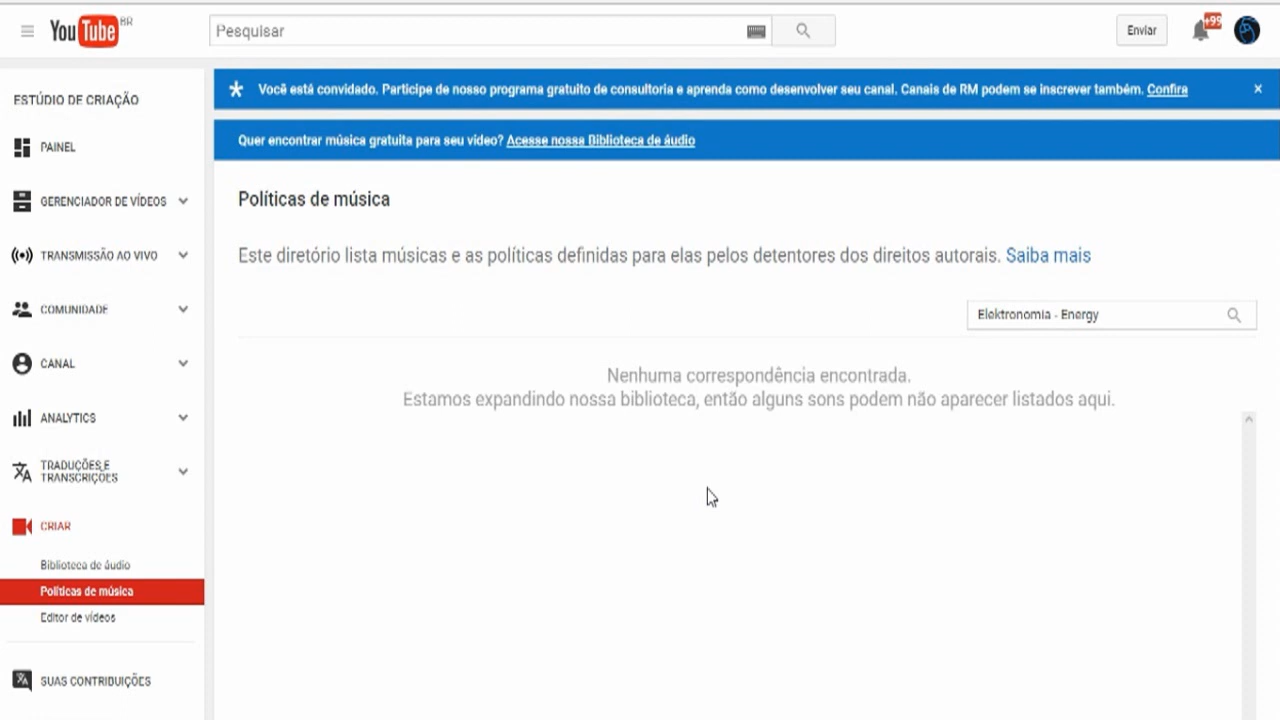 YouTube BR
Pesquisar
Enviar
+99
ESTÚDIO DE CRIAÇÃO
PAINEL
GERENCIADOR DE VÍDEOS
TRANSMISSÃO AO VIVO
COMUNIDADE
CANAL
ANALYTICS
TRADUÇÕES E
TRANSCRIÇÕES
CRIAR
Biblioteca de áudio
Políticas de música
Editor de vídeos
SUAS CONTRIBUIÇÕES
Você está convidado. Participe de nosso programa gratuito de consultoria e aprenda como desenvolver seu canal. Canais de RM podem se inscrever também. Confira
Quer encontrar música gratuita para seu vídeo? Acesse nossa Biblioteca de áudio
Políticas de música
Este diretório lista músicas e as políticas definidas para elas pelos detentores dos direitos autorais. Saiba mais
Elektronomia - Energy
Nenhuma correspondência encontrada.
Estamos expandindo nossa biblioteca, então alguns sons podem não aparecer listados aqui.